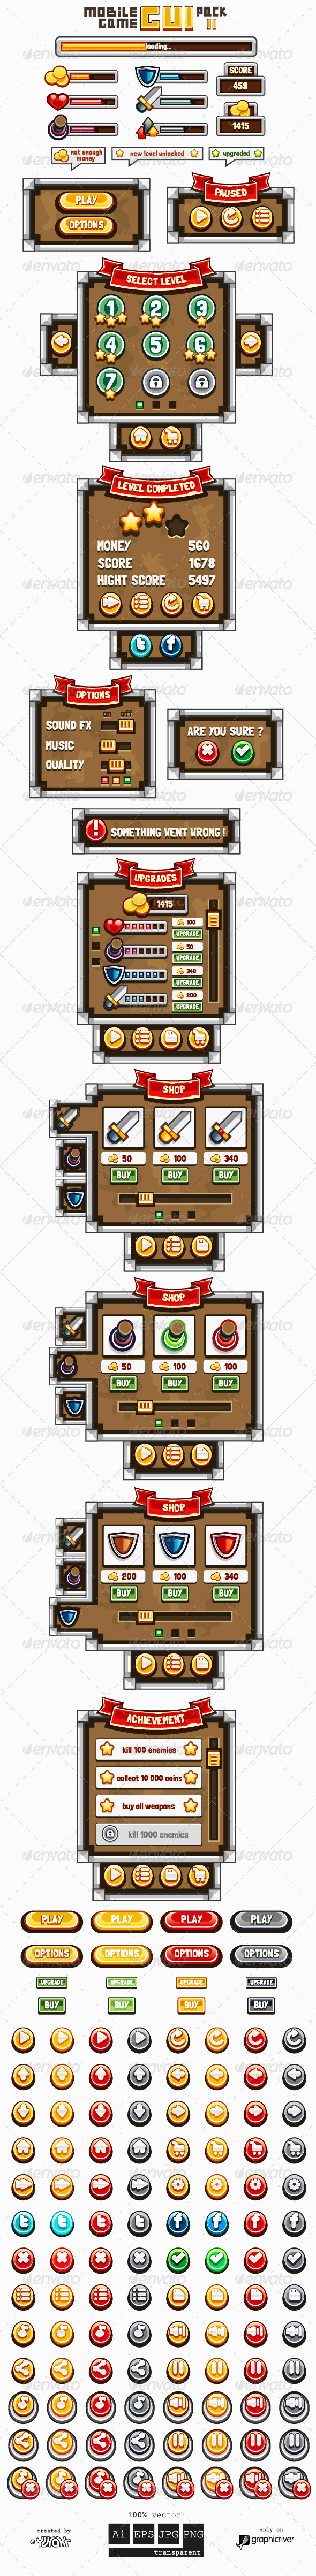 MOBILE GAME GUI PACK II
loading...
SCORE
459
1415
not enough money
new level unlocked
upgraded
PLAY
OPTIONS
PAUSED
SELECT LEVEL
1 2 3
4 5 6
7
LEVEL COMPLETED
MONEY 560
SCORE 1678
HIGHT SCORE 5497
OPTIONS
on off
SOUND FX
MUSIC
QUALITY
ARE YOU SURE ?
SOMETHING WENT WRONG !
UPGRADES
1415
100
UPGRADE
50
UPGRADE
340
UPGRADE
200
UPGRADE
SHOP
50 100 340
BUY BUY BUY
SHOP
50 100 100
BUY BUY BUY
SHOP
200 100 340
BUY BUY BUY
ACHIEVEMENT
kill 100 enemies
collect 10 000 coins
buy all weapons
kill 1000 enemies
PLAY PLAY PLAY PLAY
OPTIONS OPTIONS OPTIONS OPTIONS
UPGRADE UPGRADE UPGRADE UPGRADE
BUY BUY BUY BUY
100% vector
created by
Ai EPS JPG PNG
transparent
only on
graphicriver
envato